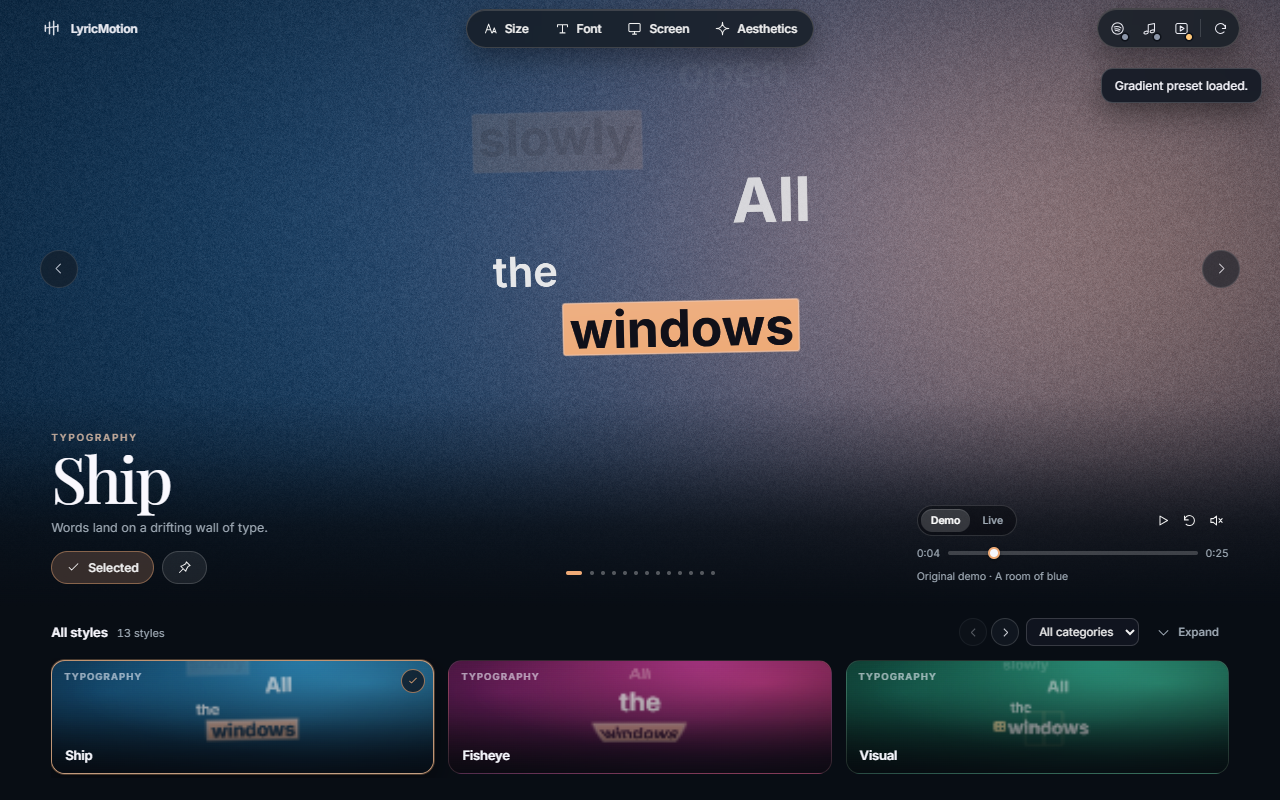 LyricMotion
Size
Font
Screen
Aesthetics
Gradient preset loaded.
slowly
All
the
windows
TYPOGRAPHY
Ship
Words land on a drifting wall of type.
Selected
Demo
Live
0:04
0:25
Original demo · A room of blue
All styles
13 styles
All categories
Expand
TYPOGRAPHY
All
the
windows
Ship
TYPOGRAPHY
All
the
windows
Fisheye
TYPOGRAPHY
slowly
All
the
windows
Visual